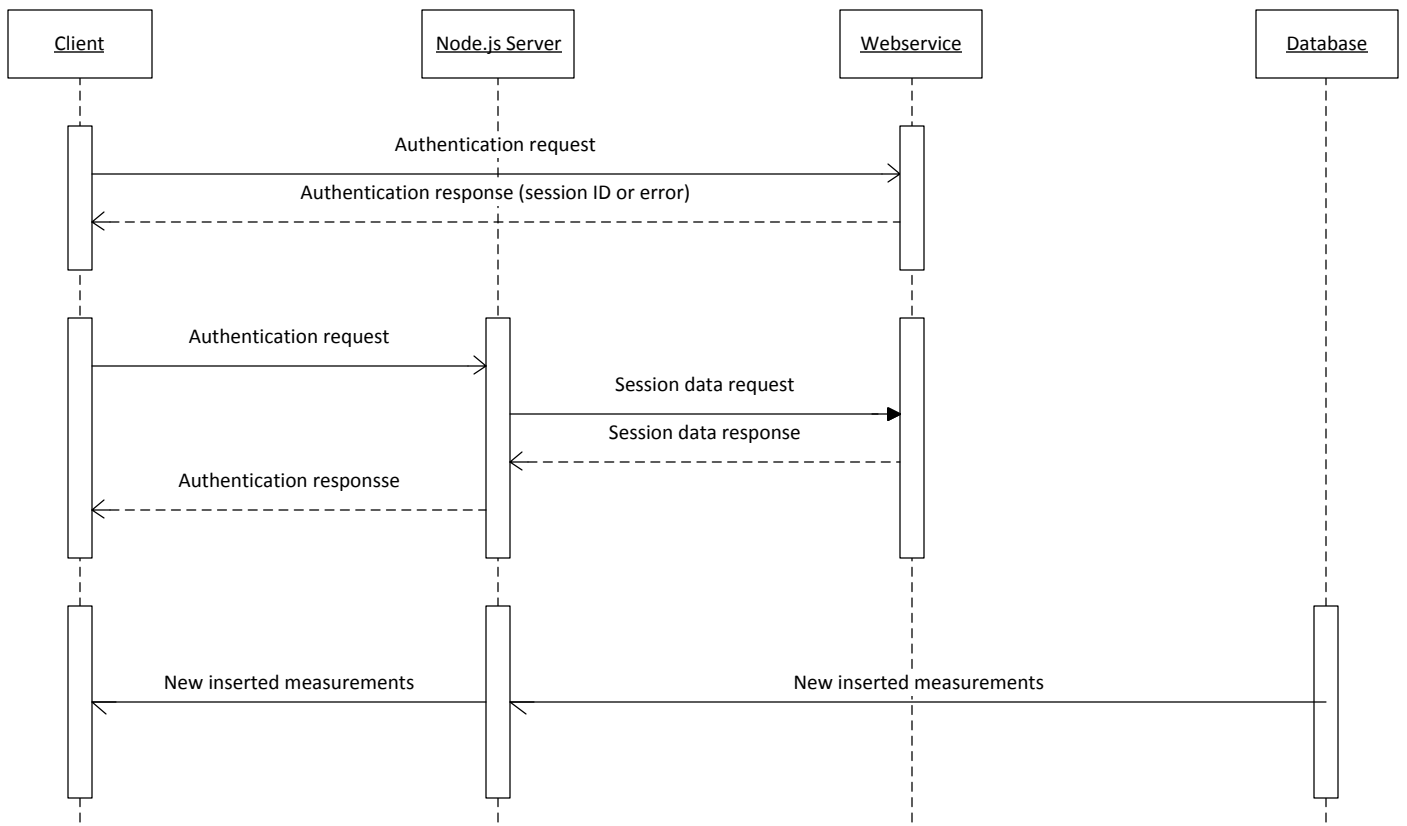 Client
Node.js Server
Webservice
Database
Authentication request
Authentication response (session ID or error)
Authentication request
Session data request
Session data response
Authentication responsse
New inserted measurements
New inserted measurements